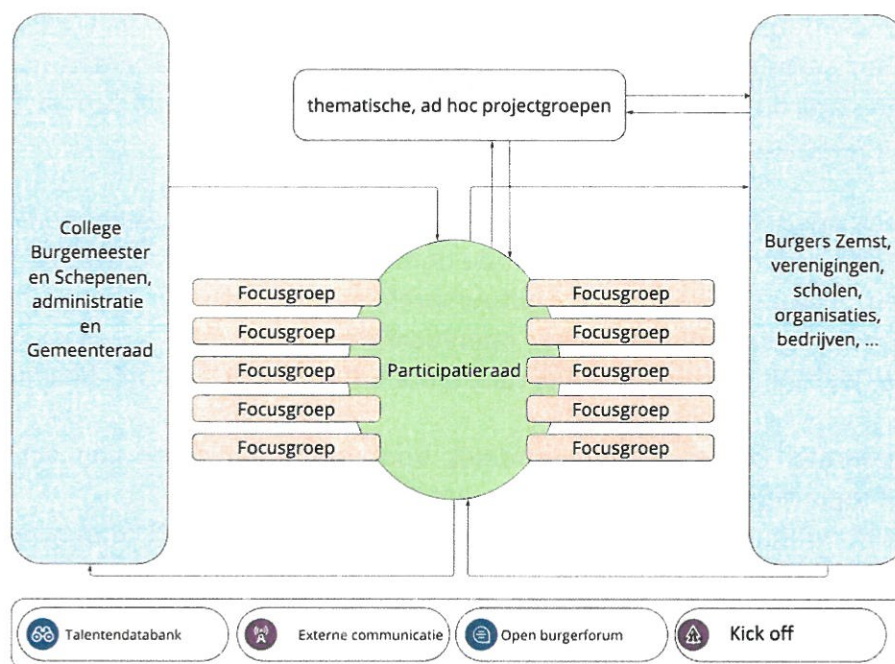 thematische, ad hoc projectgroepen
College
Burgemeester
en Schepenen,
administratie
en
Gemeenteraad
Burgers Zemst,
verenigingen,
scholen,
organisaties,
bedrijven, ...
Focusgroep
Focusgroep
Focusgroep
Focusgroep
Focusgroep
Participatieraad
Focusgroep
Focusgroep
Focusgroep
Focusgroep
Focusgroep
Talentendatabank
Externe communicatie
Open burgerforum
Kick off